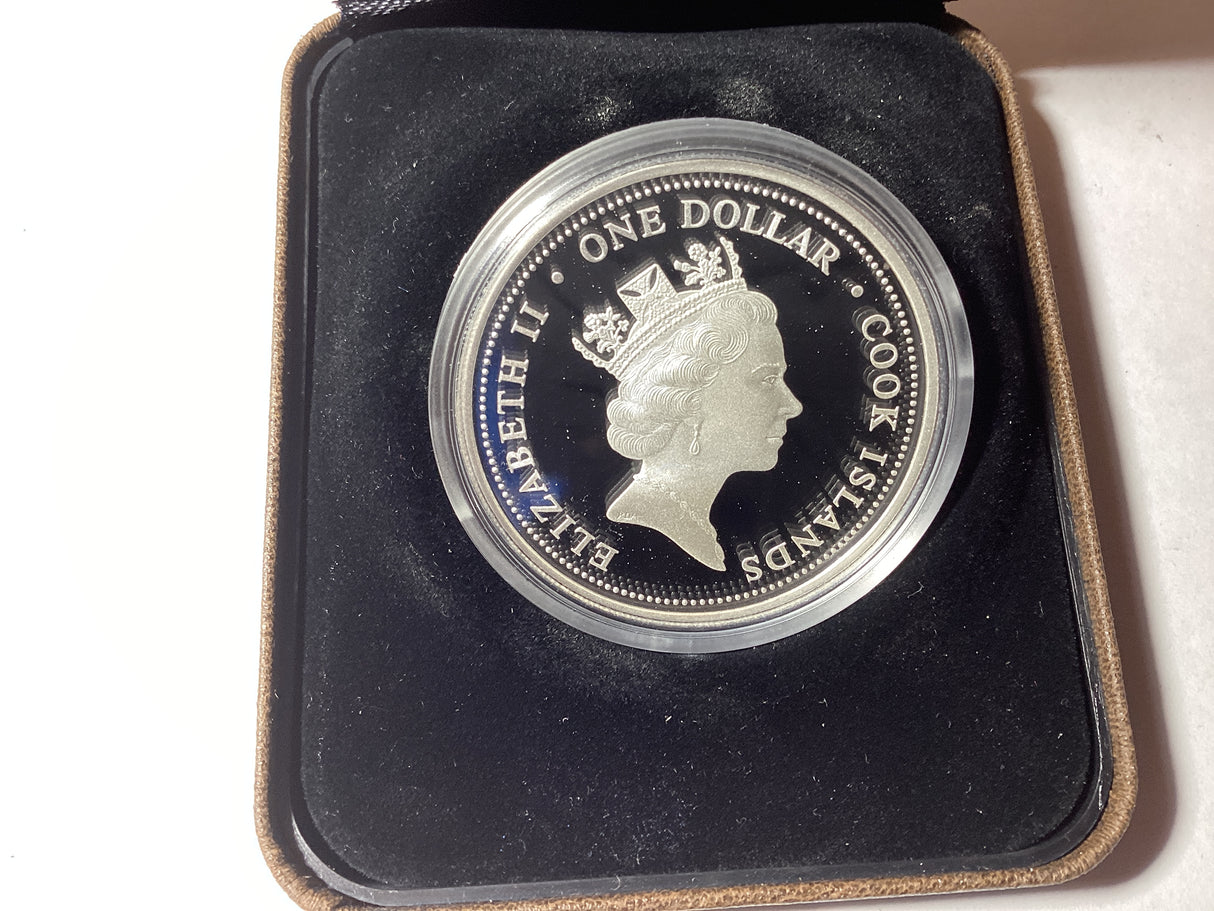 ELIZABETH II • ONE DOLLAR • COOK ISLANDS